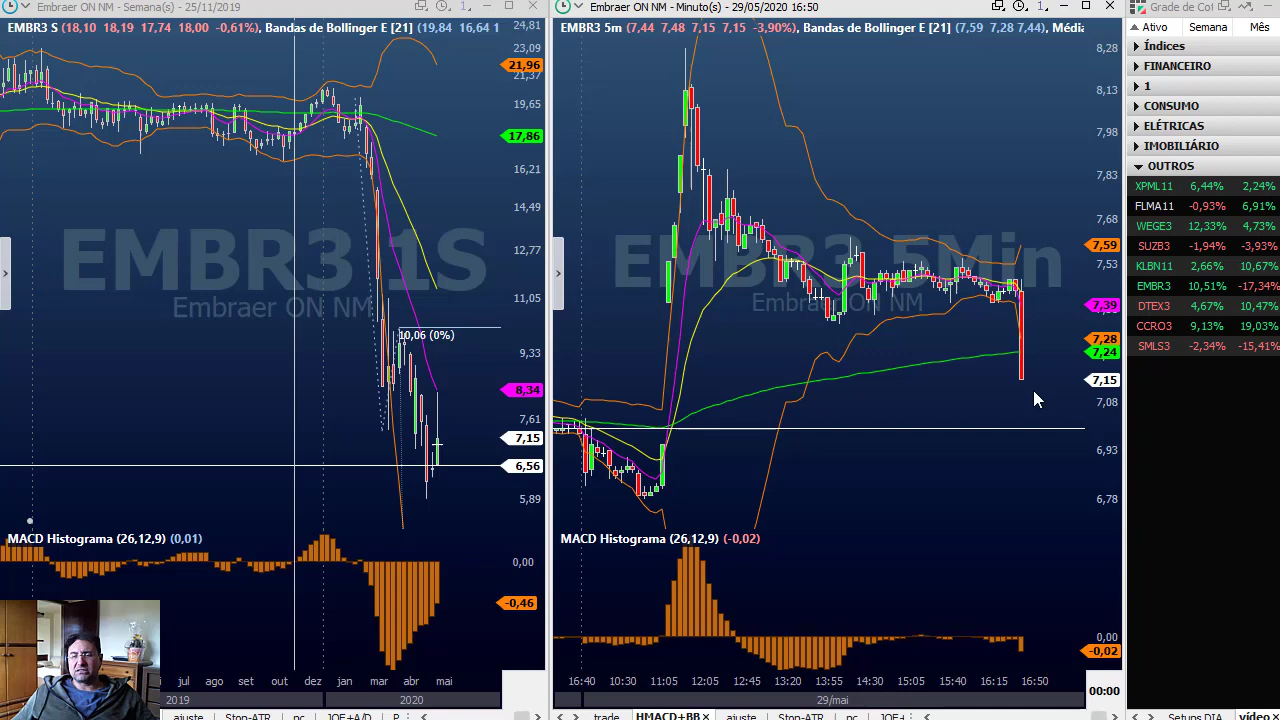 Embraer ON NM - Semana(s) - 25/11/2019
EMBR3 S (18,10 18,19 17,74 18,00 -0,61%), Bandas de Bollinger E [21] (19,84 16,64 1
24,81
23,09
21,96
21,37
19,65
17,86
16,21
14,49
12,77
11,05
9,33
8,34
7,61
7,15
6,56
5,89
EMBR3 1S
Embraer ON NM
10,06 (0%)
MACD Histograma (26,12,9) (0,01)
0,00
-0,46
jul ago set out dez jan mar abr mai
2019 2020
ajuste Stop-ATR pc JOE+A/D P
Embraer ON NM - Minuto(s) - 29/05/2020 16:50
EMBR3 5m (7,44 7,48 7,15 7,15 -3,90%), Bandas de Bollinger E [21] (7,59 7,28 7,44), Média
8,28
8,13
7,98
7,83
7,68
7,59
7,53
7,39
7,28
7,24
7,15
7,08
6,93
6,78
EMBR3 5Min
Embraer ON NM
MACD Histograma (26,12,9) (-0,02)
0,00
-0,02
16:40 10:30 11:05 12:05 12:45 13:50 14:30 15:05 15:40 16:15 16:50
29/mai
00:00
trade HMACD+BB ajuste Stop-ATR pc JOE+
Grade de Cot
Ativo Semana Mês
Índices
FINANCEIRO
1
CONSUMO
ELÉTRICAS
IMOBILIÁRIO
OUTROS
XPML11 6,44% 2,24%
FLMA11 -0,93% 6,91%
WEGE3 12,33% 4,73%
SUZB3 -1,94% -3,93%
KLBN11 2,66% 10,67%
EMBR3 10,51% -17,34%
DTEX3 4,67% 10,47%
CCRO3 9,13% 19,03%
SMLS3 -2,34% -15,41%
Setups DIA vídeo